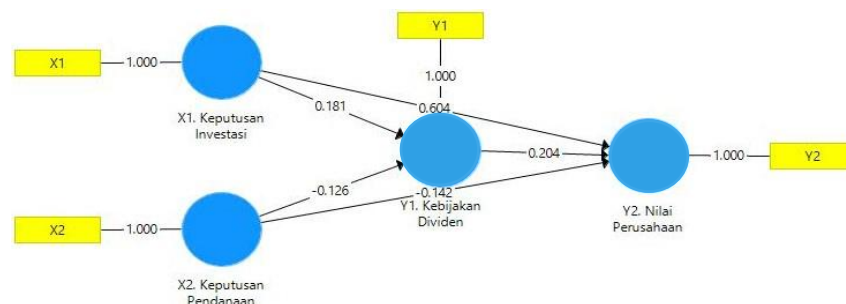 Y1
1.000
X1
1.000
X1. Keputusan
Investasi
0.181
0.604
0.204
1.000
Y2
Y2. Nilai
Perusahaan
-0.126
-0.142
Y1. Kebijakan
Dividen
X2
1.000
X2. Keputusan
Pendanaan